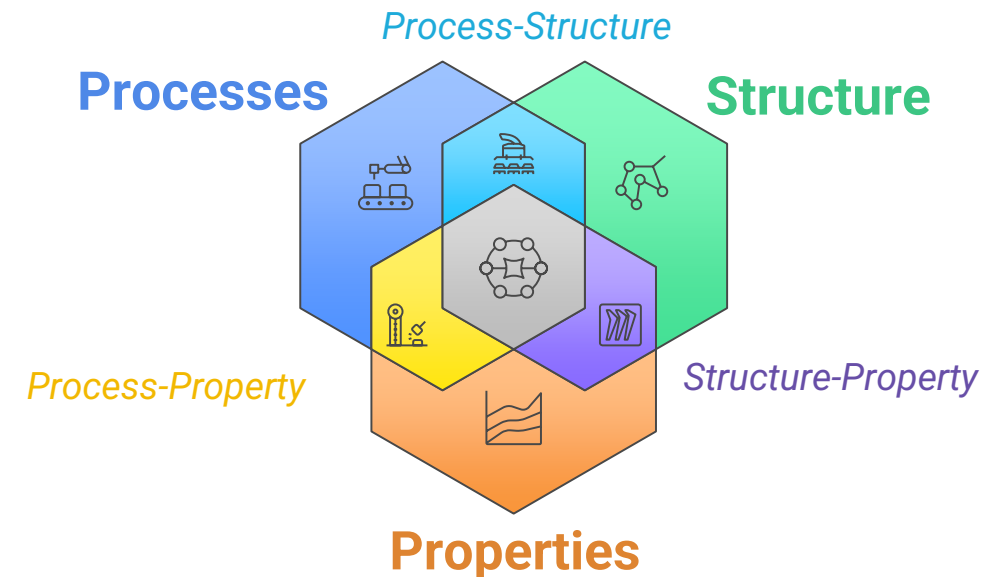 Process-Structure
Processes
Structure
Process-Property
Structure-Property
Properties